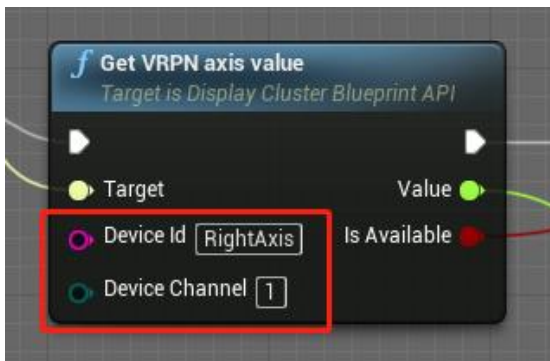 f Get VRPN axis value
Target is Display Cluster Blueprint API
Target Value
Device Id RightAxis Is Available
Device Channel 1